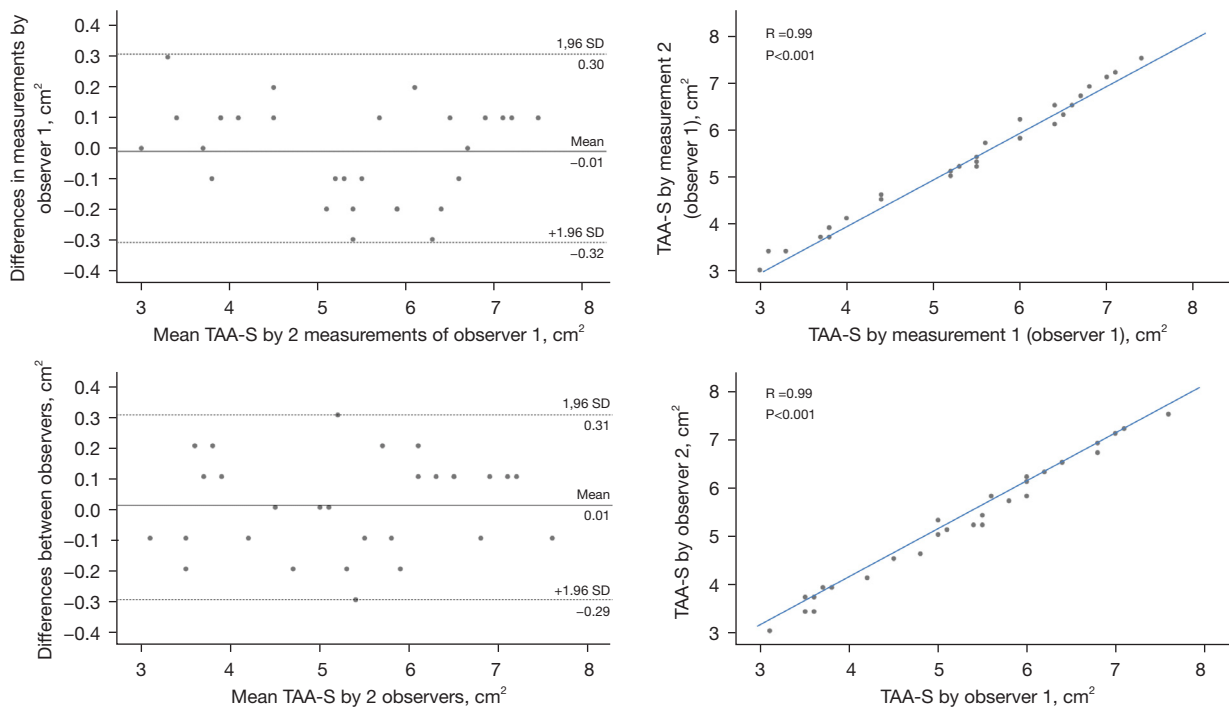 Differences in measurements by
observer 1, cm²
0.4
0.3
0.2
0.1
0.0
−0.1
−0.2
−0.3
−0.4
1,96 SD
0.30
Mean
−0.01
+1.96 SD
−0.32
3 4 5 6 7 8
Mean TAA-S by 2 measurements of observer 1, cm²
TAA-S by measurement 2
(observer 1), cm²
8
7
6
5
4
3
R =0.99
P<0.001
3 4 5 6 7 8
TAA-S by measurement 1 (observer 1), cm²
Differences between observers, cm²
0.4
0.3
0.2
0.1
0.0
−0.1
−0.2
−0.3
−0.4
1,96 SD
0.31
Mean
0.01
+1.96 SD
−0.29
3 4 5 6 7 8
Mean TAA-S by 2 observers, cm²
TAA-S by observer 2, cm²
8
7
6
5
4
3
R =0.99
P<0.001
3 4 5 6 7 8
TAA-S by observer 1, cm²